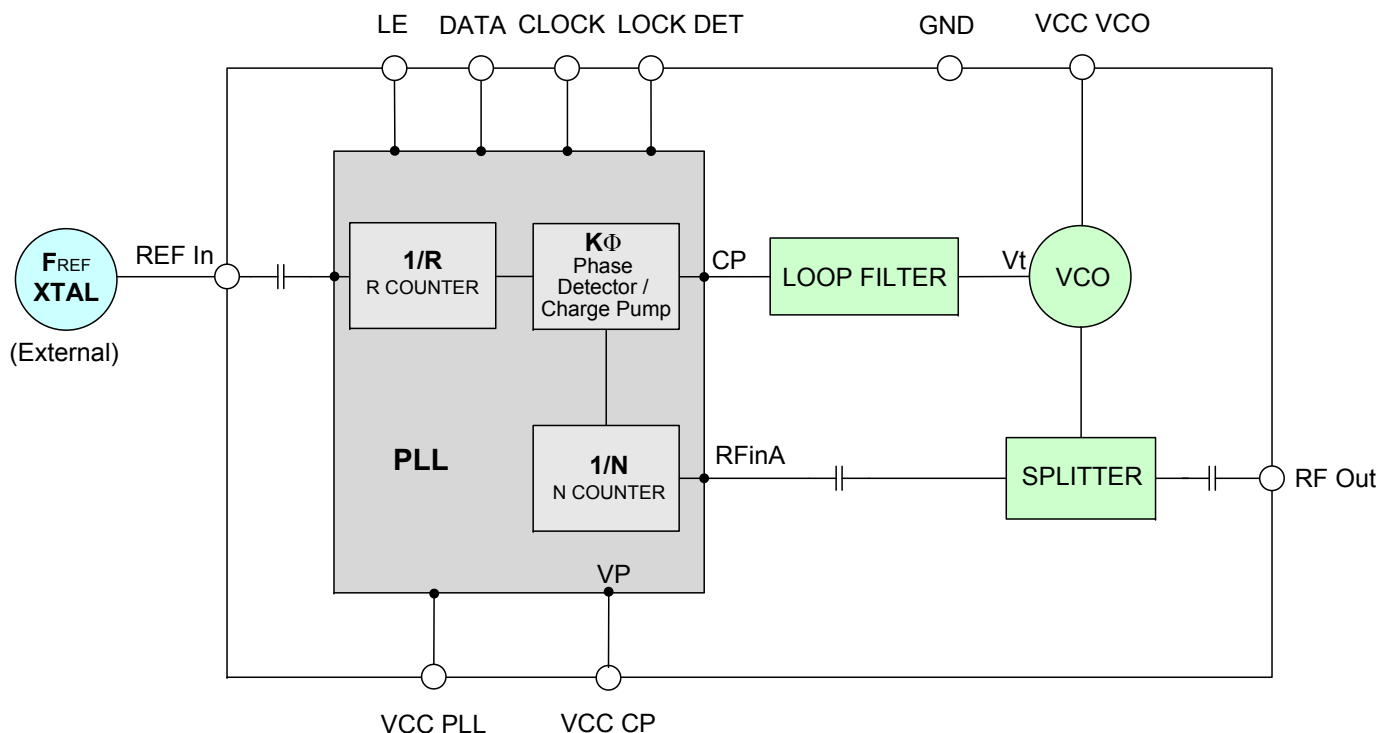 LE
DATA
CLOCK
LOCK DET
GND
VCC VCO
FREF
XTAL
(External)
REF In
1/R
R COUNTER
KΦ
Phase
Detector /
Charge Pump
CP
LOOP FILTER
Vt
VCO
PLL
1/N
N COUNTER
RFinA
SPLITTER
RF Out
VP
VCC PLL
VCC CP